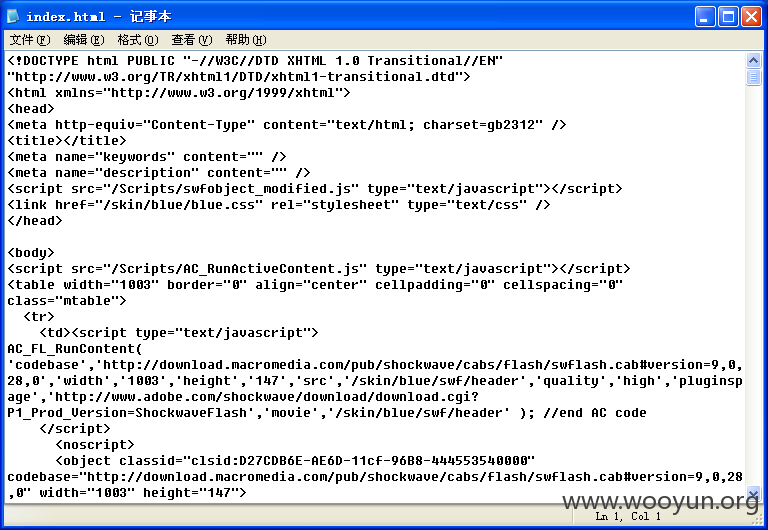 index.html - 记事本
文件(F) 编辑(E) 格式(O) 查看(V) 帮助(H)
<!DOCTYPE html PUBLIC "-//W3C//DTD XHTML 1.0 Transitional//EN"
"http://www.w3.org/TR/xhtml1/DTD/xhtml1-transitional.dtd">
<html xmlns="http://www.w3.org/1999/xhtml">
<head>
<meta http-equiv="Content-Type" content="text/html; charset=gb2312" />
<title></title>
<meta name="keywords" content="" />
<meta name="description" content="" />
<script src="/Scripts/swfobject_modified.js" type="text/javascript"></script>
<link href="/skin/blue/blue.css" rel="stylesheet" type="text/css" />
</head>
<body>
<script src="/Scripts/AC_RunActiveContent.js" type="text/javascript"></script>
<table width="1003" border="0" align="center" cellpadding="0" cellspacing="0"
class="mtable">
<tr>
<td><script type="text/javascript">
AC_FL_RunContent(
'codebase','http://download.macromedia.com/pub/shockwave/cabs/flash/swflash.cab#version=9,0,
28,0','width','1003','height','147','src','/skin/blue/swf/header','quality','high','pluginsp
age','http://www.adobe.com/shockwave/download/download.cgi?
P1_Prod_Version=ShockwaveFlash','movie','/skin/blue/swf/header' ); //end AC code
</script>
<noscript>
<object classid="clsid:D27CDB6E-AE6D-11cf-96B8-444553540000"
codebase="http://download.macromedia.com/pub/shockwave/cabs/flash/swflash.cab#version=9,0,28
,0" width="1003" height="147">
www.wooyun.org
Ln 1, Col 1